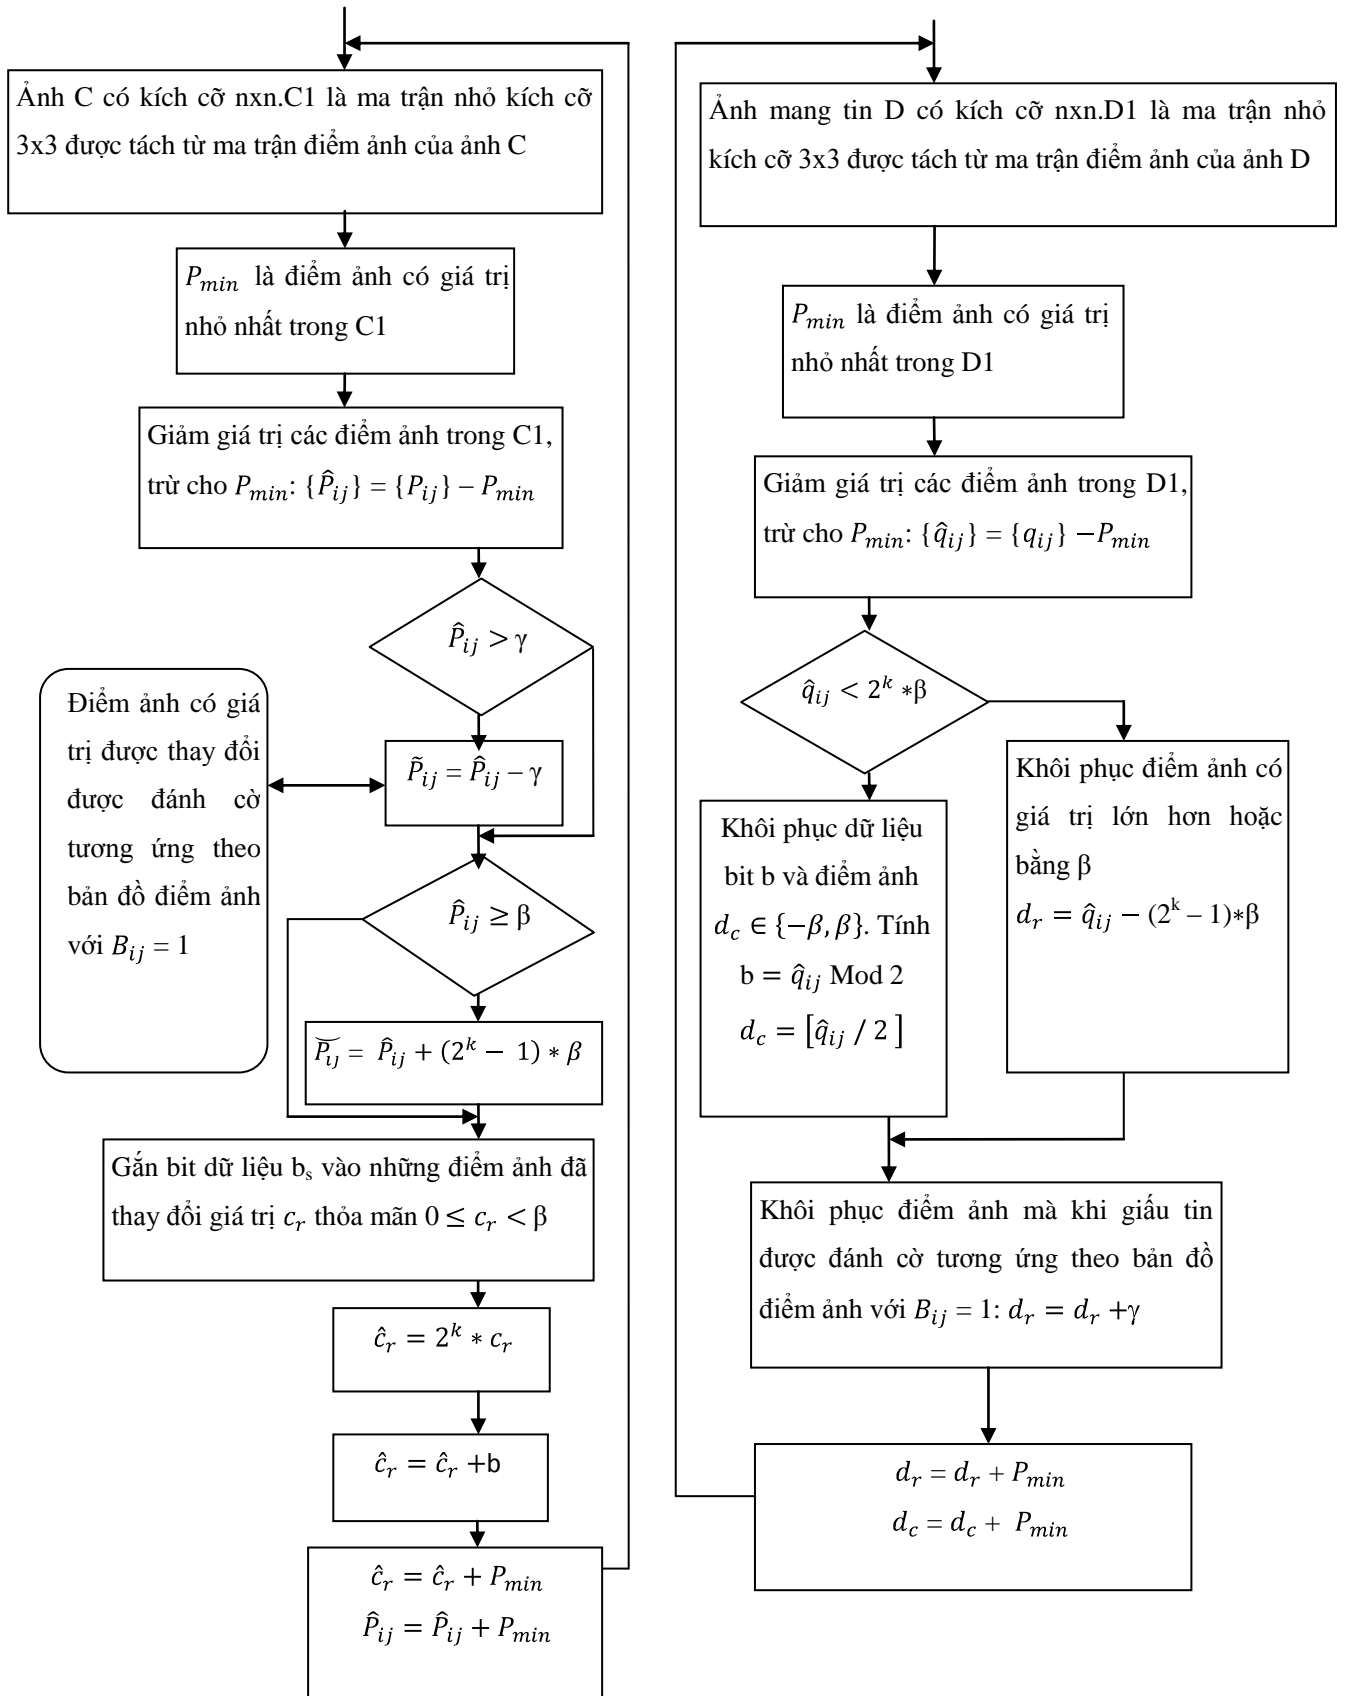 Ảnh C có kích cỡ nxn.C1 là ma trận nhỏ kích cỡ
3x3 được tách từ ma trận điểm ảnh của ảnh C
P_min là điểm ảnh có giá trị
nhỏ nhất trong C1
Giảm giá trị các điểm ảnh trong C1,
trừ cho P_min: {P̂_ij} = {P_ij} – P_min
P̂_ij > γ
Điểm ảnh có giá
trị được thay đổi
được đánh cờ
tương ứng theo
bản đồ điểm ảnh
với B_ij = 1
P̃_ij = P̂_ij – γ
P̂_ij ≥ β
P̃_ij = P̂_ij + (2^k − 1) ∗ β
Gắn bit dữ liệu b_s vào những điểm ảnh đã
thay đổi giá trị c_r thỏa mãn 0 ≤ c_r < β
ĉ_r = 2^k ∗ c_r
ĉ_r = ĉ_r +b
ĉ_r = ĉ_r + P_min
P̂_ij = P̂_ij + P_min
Ảnh mang tin D có kích cỡ nxn.D1 là ma trận nhỏ
kích cỡ 3x3 được tách từ ma trận điểm ảnh của ảnh D
P_min là điểm ảnh có giá trị
nhỏ nhất trong D1
Giảm giá trị các điểm ảnh trong D1,
trừ cho P_min: {q̂_ij} = {q_ij} −P_min
q̂_ij < 2^k ∗β
Khôi phục dữ liệu
bit b và điểm ảnh
d_c ∈ {−β, β}. Tính
b = q̂_ij Mod 2
d_c = [q̂_ij / 2 ]
Khôi phục điểm ảnh có
giá trị lớn hơn hoặc
bằng β
d_r = q̂_ij − (2^k – 1)∗β
Khôi phục điểm ảnh mà khi giấu tin
được đánh cờ tương ứng theo bản đồ
điểm ảnh với B_ij = 1: d_r = d_r +γ
d_r = d_r + P_min
d_c = d_c + P_min